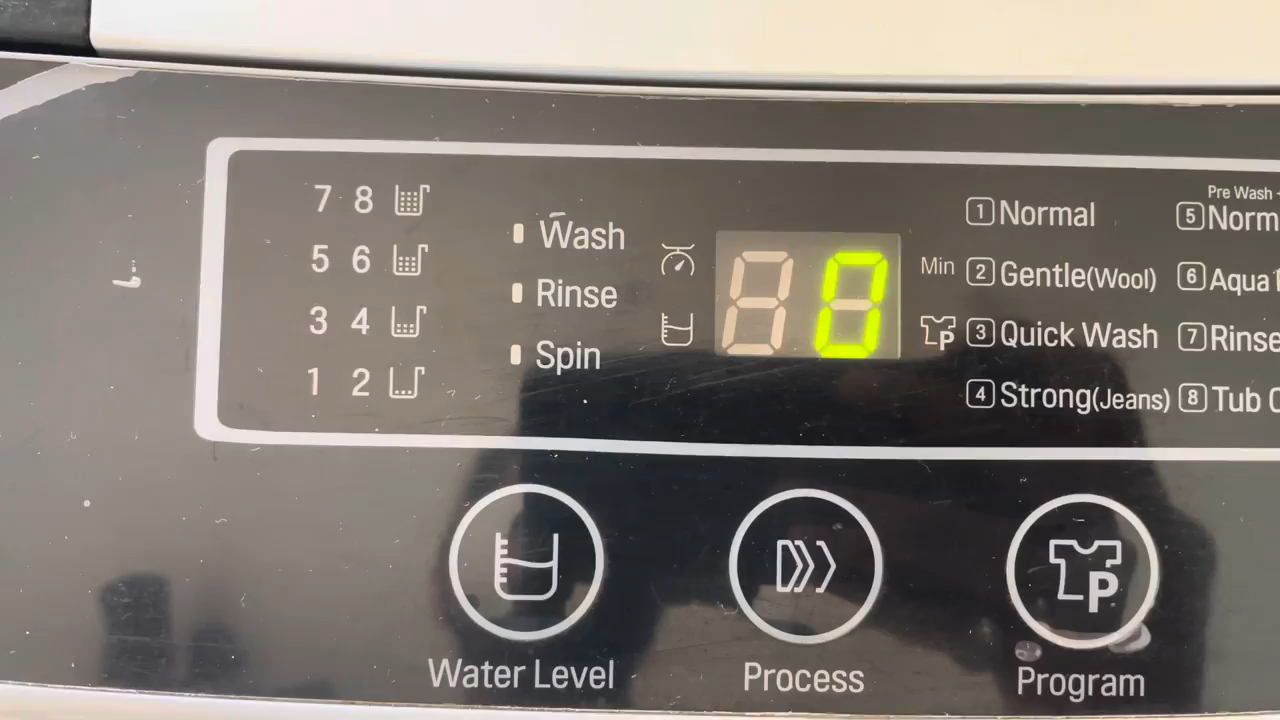 7 8
5 6
3 4
1 2
Wash
Rinse
Spin
0
Min
P
1 Normal
2 Gentle(Wool)
3 Quick Wash
4 Strong(Jeans)
Pre Wash
5 Norm
6 Aqua
7 Rinse
8 Tub
P
Water Level
Process
Program